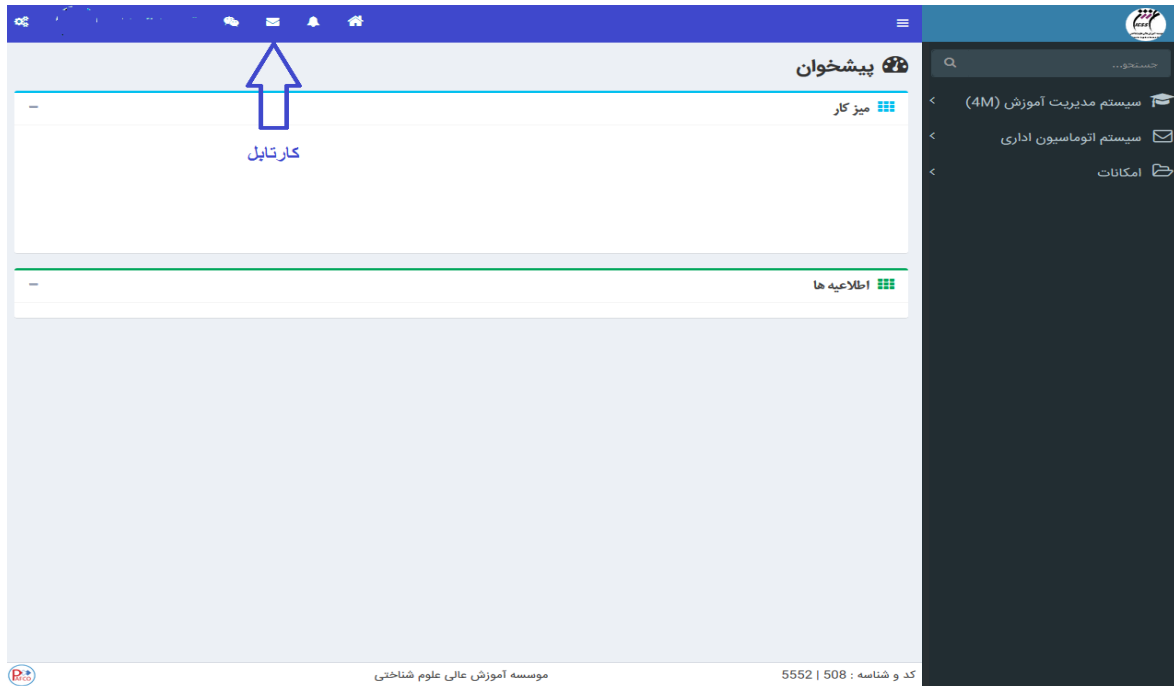 جستجو...
سیستم مدیریت آموزش (4M)
سیستم اتوماسیون اداری
امکانات
پیشخوان
میز کار
کارتابل
اطلاعیه ها
کد و شناسه : 508 | 5552
موسسه آموزش عالی علوم شناختی
PAFCO